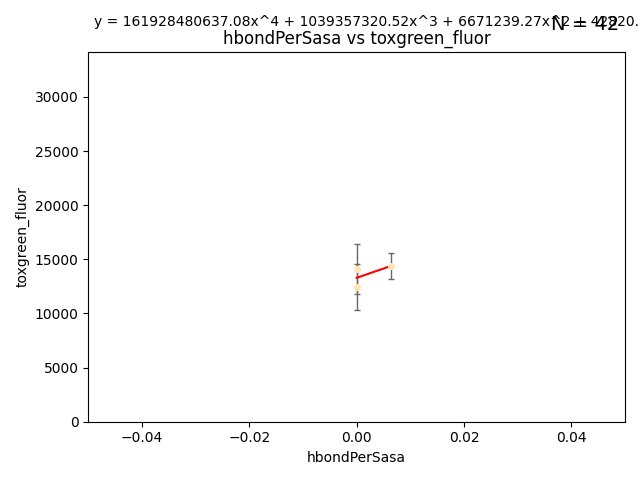 y = 161928480637.08x^4 + 1039357320.52x^3 + 6671239.27x^2 +
N = 42
hbondPerSasa vs toxgreen_fluor
30000
25000
20000
15000
10000
5000
0
toxgreen_fluor
−0.04
−0.02
0.00
0.02
0.04
hbondPerSasa